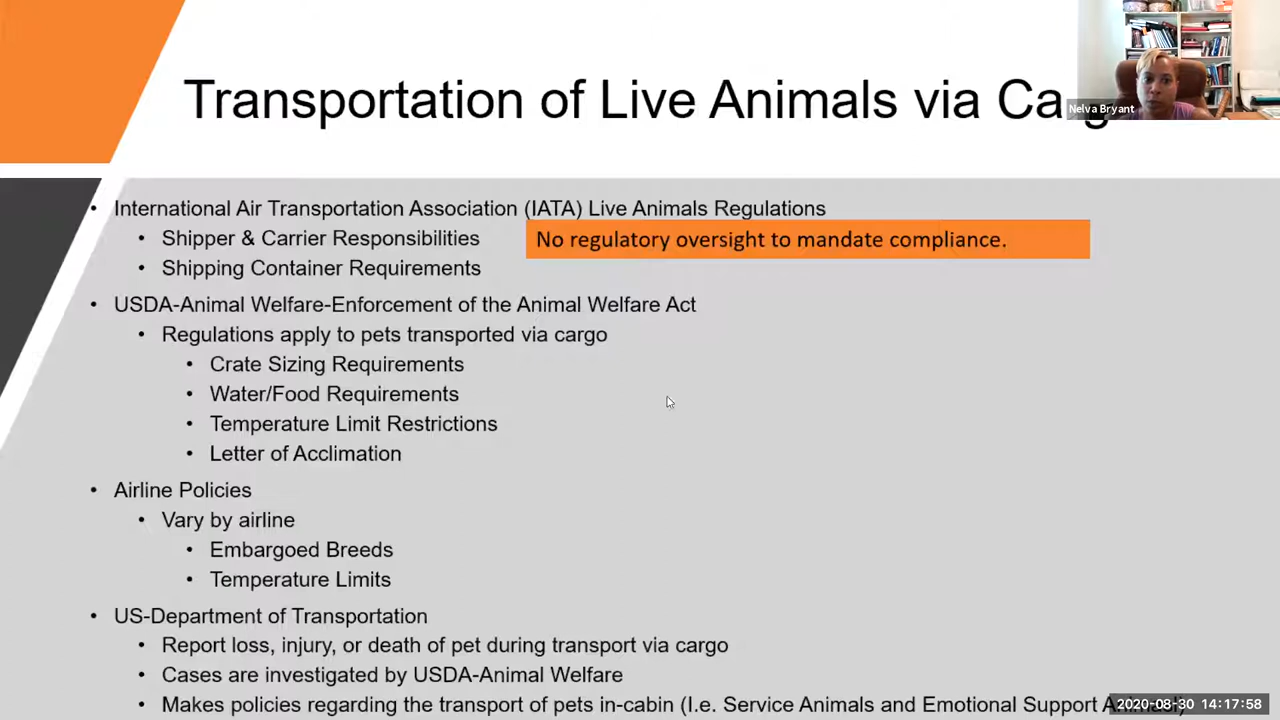 Transportation of Live Animals via Cargo
Nelva Bryant
• International Air Transportation Association (IATA) Live Animals Regulations
• Shipper & Carrier Responsibilities
No regulatory oversight to mandate compliance.
• Shipping Container Requirements
• USDA-Animal Welfare-Enforcement of the Animal Welfare Act
• Regulations apply to pets transported via cargo
• Crate Sizing Requirements
• Water/Food Requirements
• Temperature Limit Restrictions
• Letter of Acclimation
• Airline Policies
• Vary by airline
• Embargoed Breeds
• Temperature Limits
• US-Department of Transportation
• Report loss, injury, or death of pet during transport via cargo
• Cases are investigated by USDA-Animal Welfare
• Makes policies regarding the transport of pets in-cabin (I.e. Service Animals and Emotional Support
2020-08-30 14:17:58